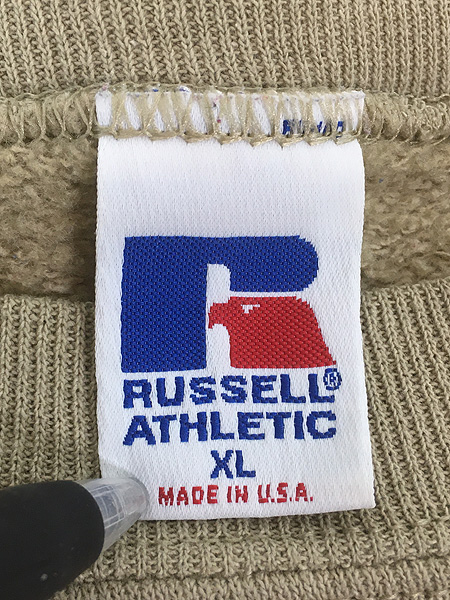 RUSSELL®
ATHLETIC
XL
MADE IN U.S.A.